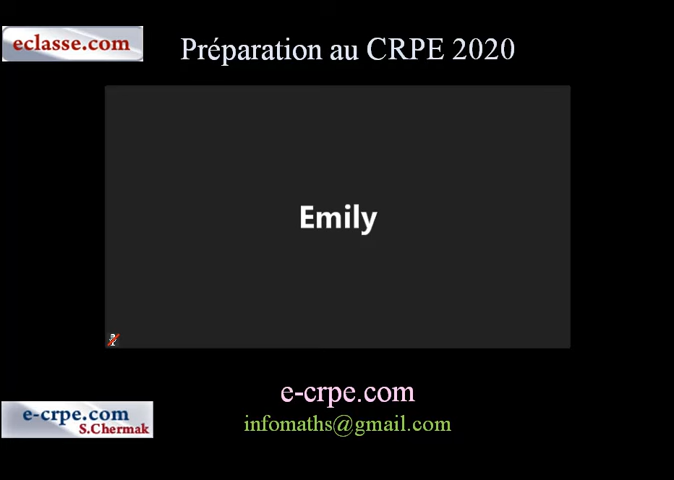 eclasse.com
Préparation au CRPE 2020
Emily
e-crpe.com
infomaths@gmail.com
e-crpe.com
S.Chermak